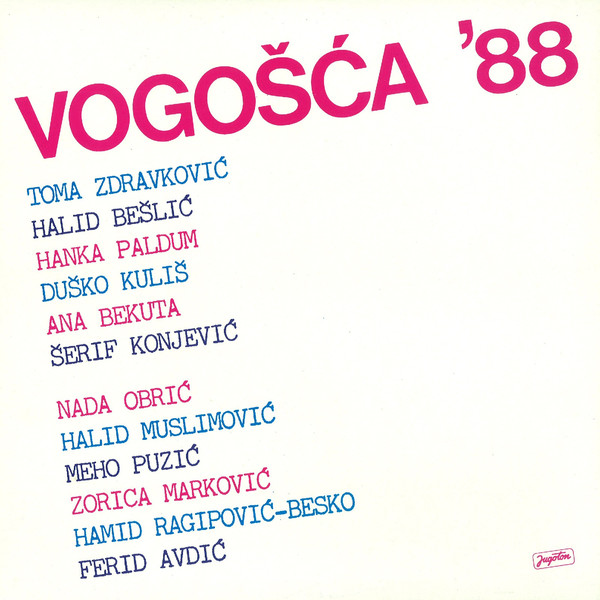 VOGOŠĆA '88
TOMA ZDRAVKOVIĆ
HALID BEŠLIĆ
HANKA PALDUM
DUŠKO KULIŠ
ANA BEKUTA
ŠERIF KONJEVIĆ
NADA OBRIĆ
HALID MUSLIMOVIĆ
MEHO PUZIĆ
ZORICA MARKOVIĆ
HAMID RAGIPOVIĆ-BESKO
FERID AVDIĆ
Jugoton